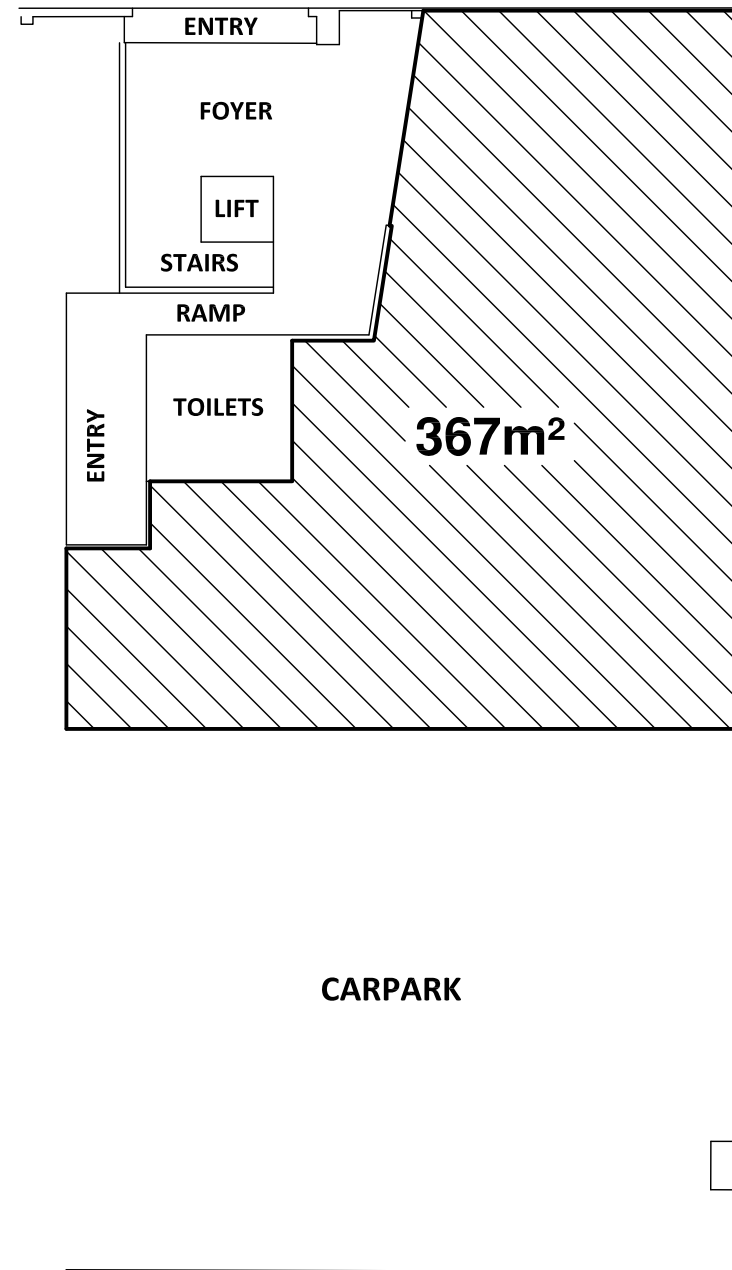 ENTRY
FOYER
LIFT
STAIRS
RAMP
TOILETS
ENTRY
367m²
CARPARK